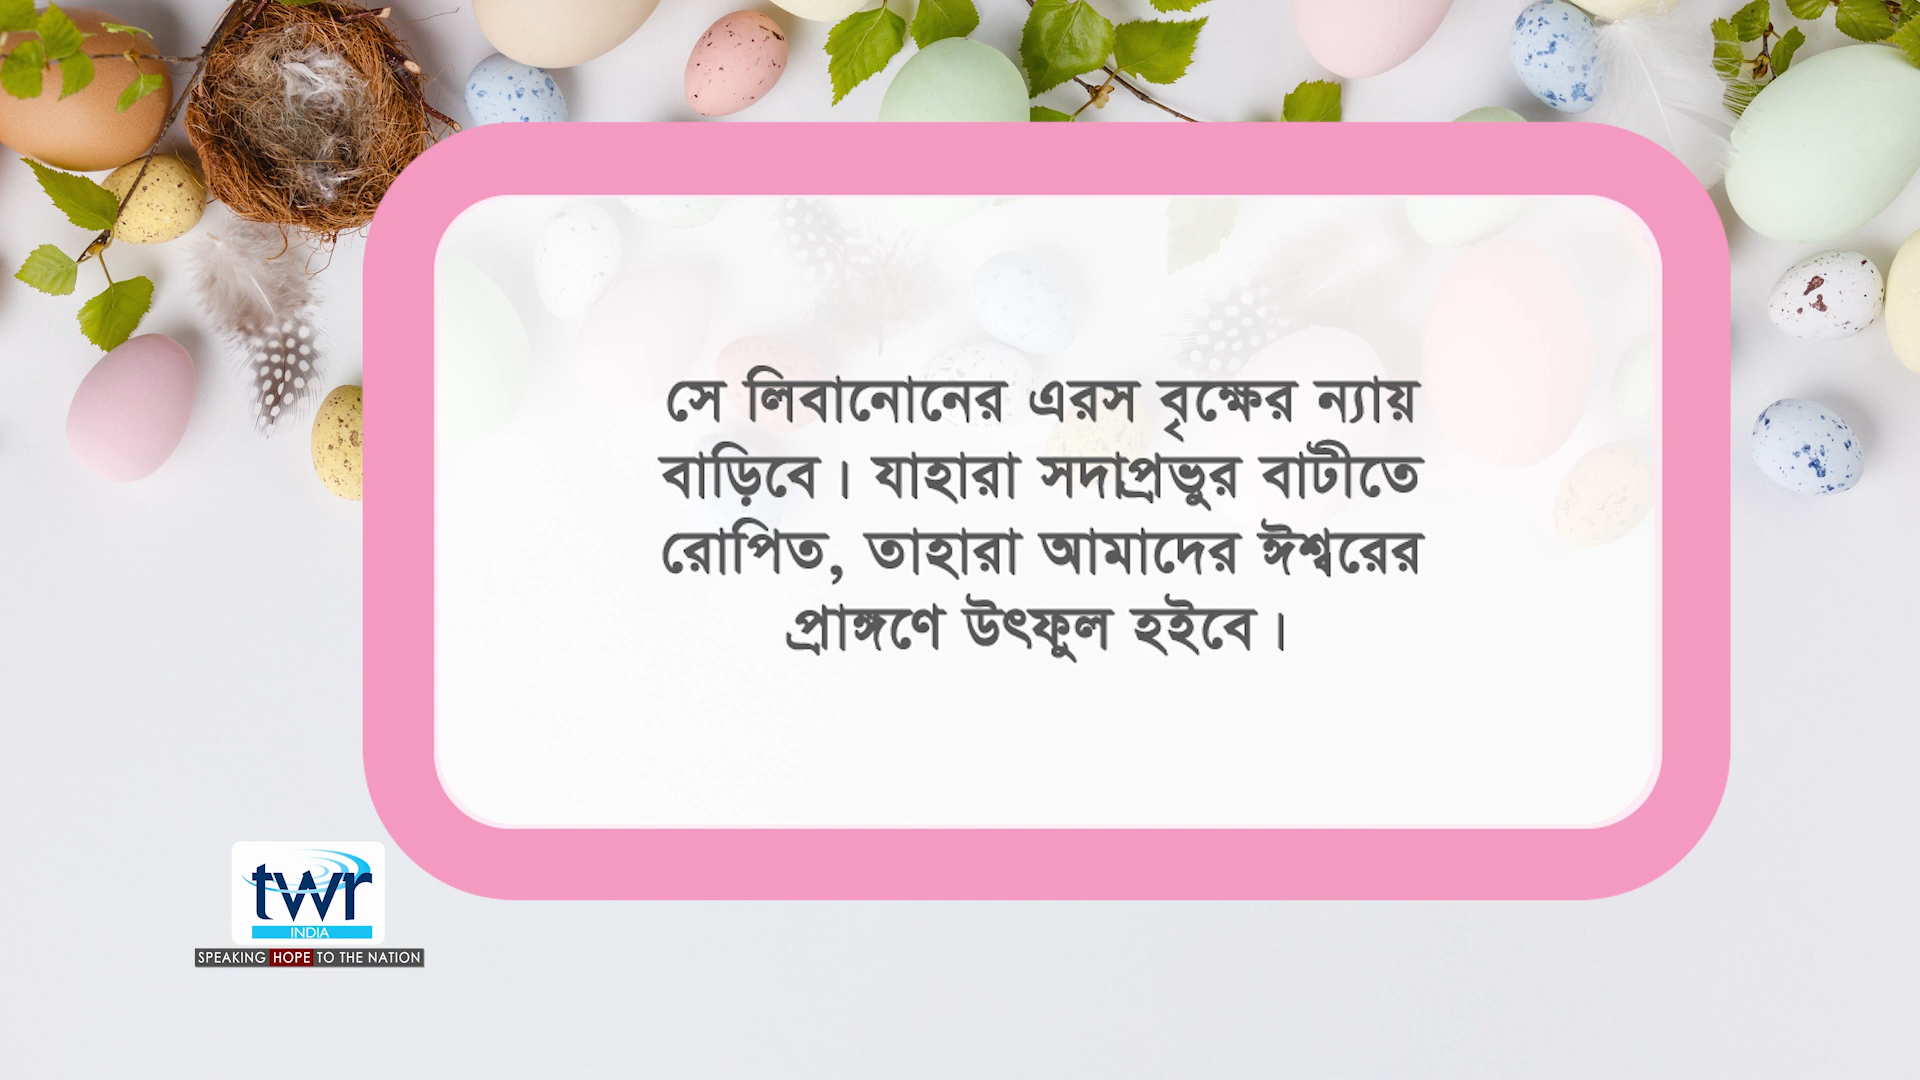 সে লিবানোনের এরস বৃক্ষের ন্যায়
বাড়িবে। যাহারা সদাপ্রভুর বাটীতে
রোপিত, তাহারা আমাদের ঈশ্বরের
প্রাঙ্গণে উৎফুল হইবে।
twr
INDIA
SPEAKING HOPE TO THE NATION